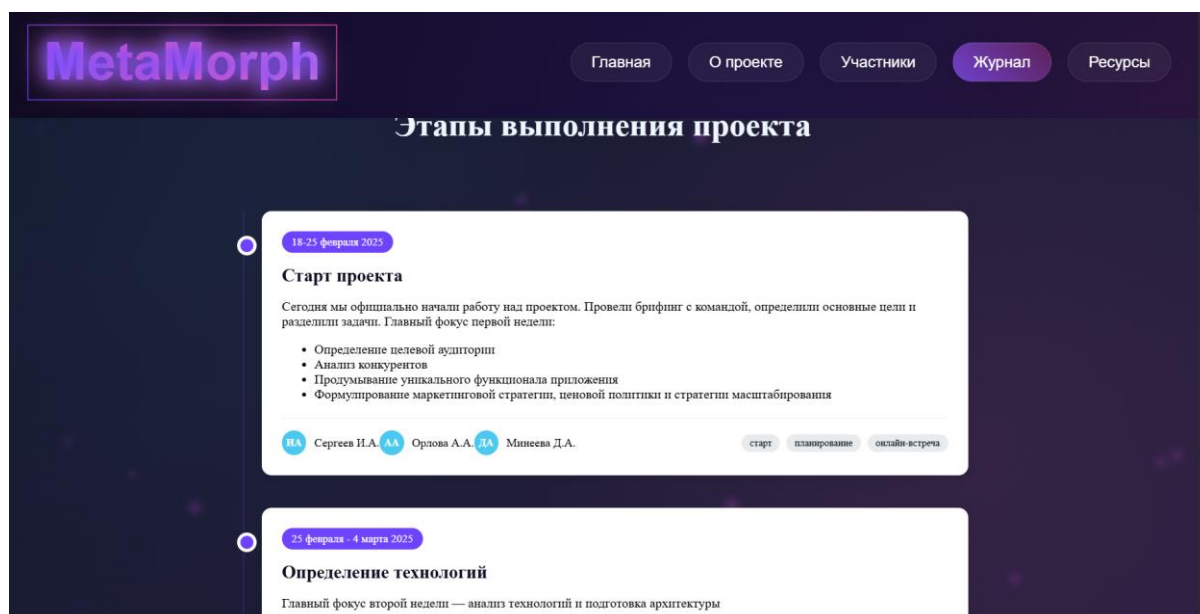 MetaMorph
Главная
О проекте
Участники
Журнал
Ресурсы
Этапы выполнения проекта
18-25 февраля 2025
Старт проекта
Сегодня мы официально начали работу над проектом. Провели брифинг с командой, определили основные цели и
разделили задачи. Главный фокус первой недели:
• Определение целевой аудитории
• Анализ конкурентов
• Продумывание уникального функционала приложения
• Формулирование маркетинговой стратегии, ценовой политики и стратегии масштабирования
ИА Сергеев И.А. АА Орлова А.А. ДА Минеева Д.А.
старт
планирование
онлайн-встреча
25 февраля - 4 марта 2025
Определение технологий
Главный фокус второй недели — анализ технологий и подготовка архитектуры